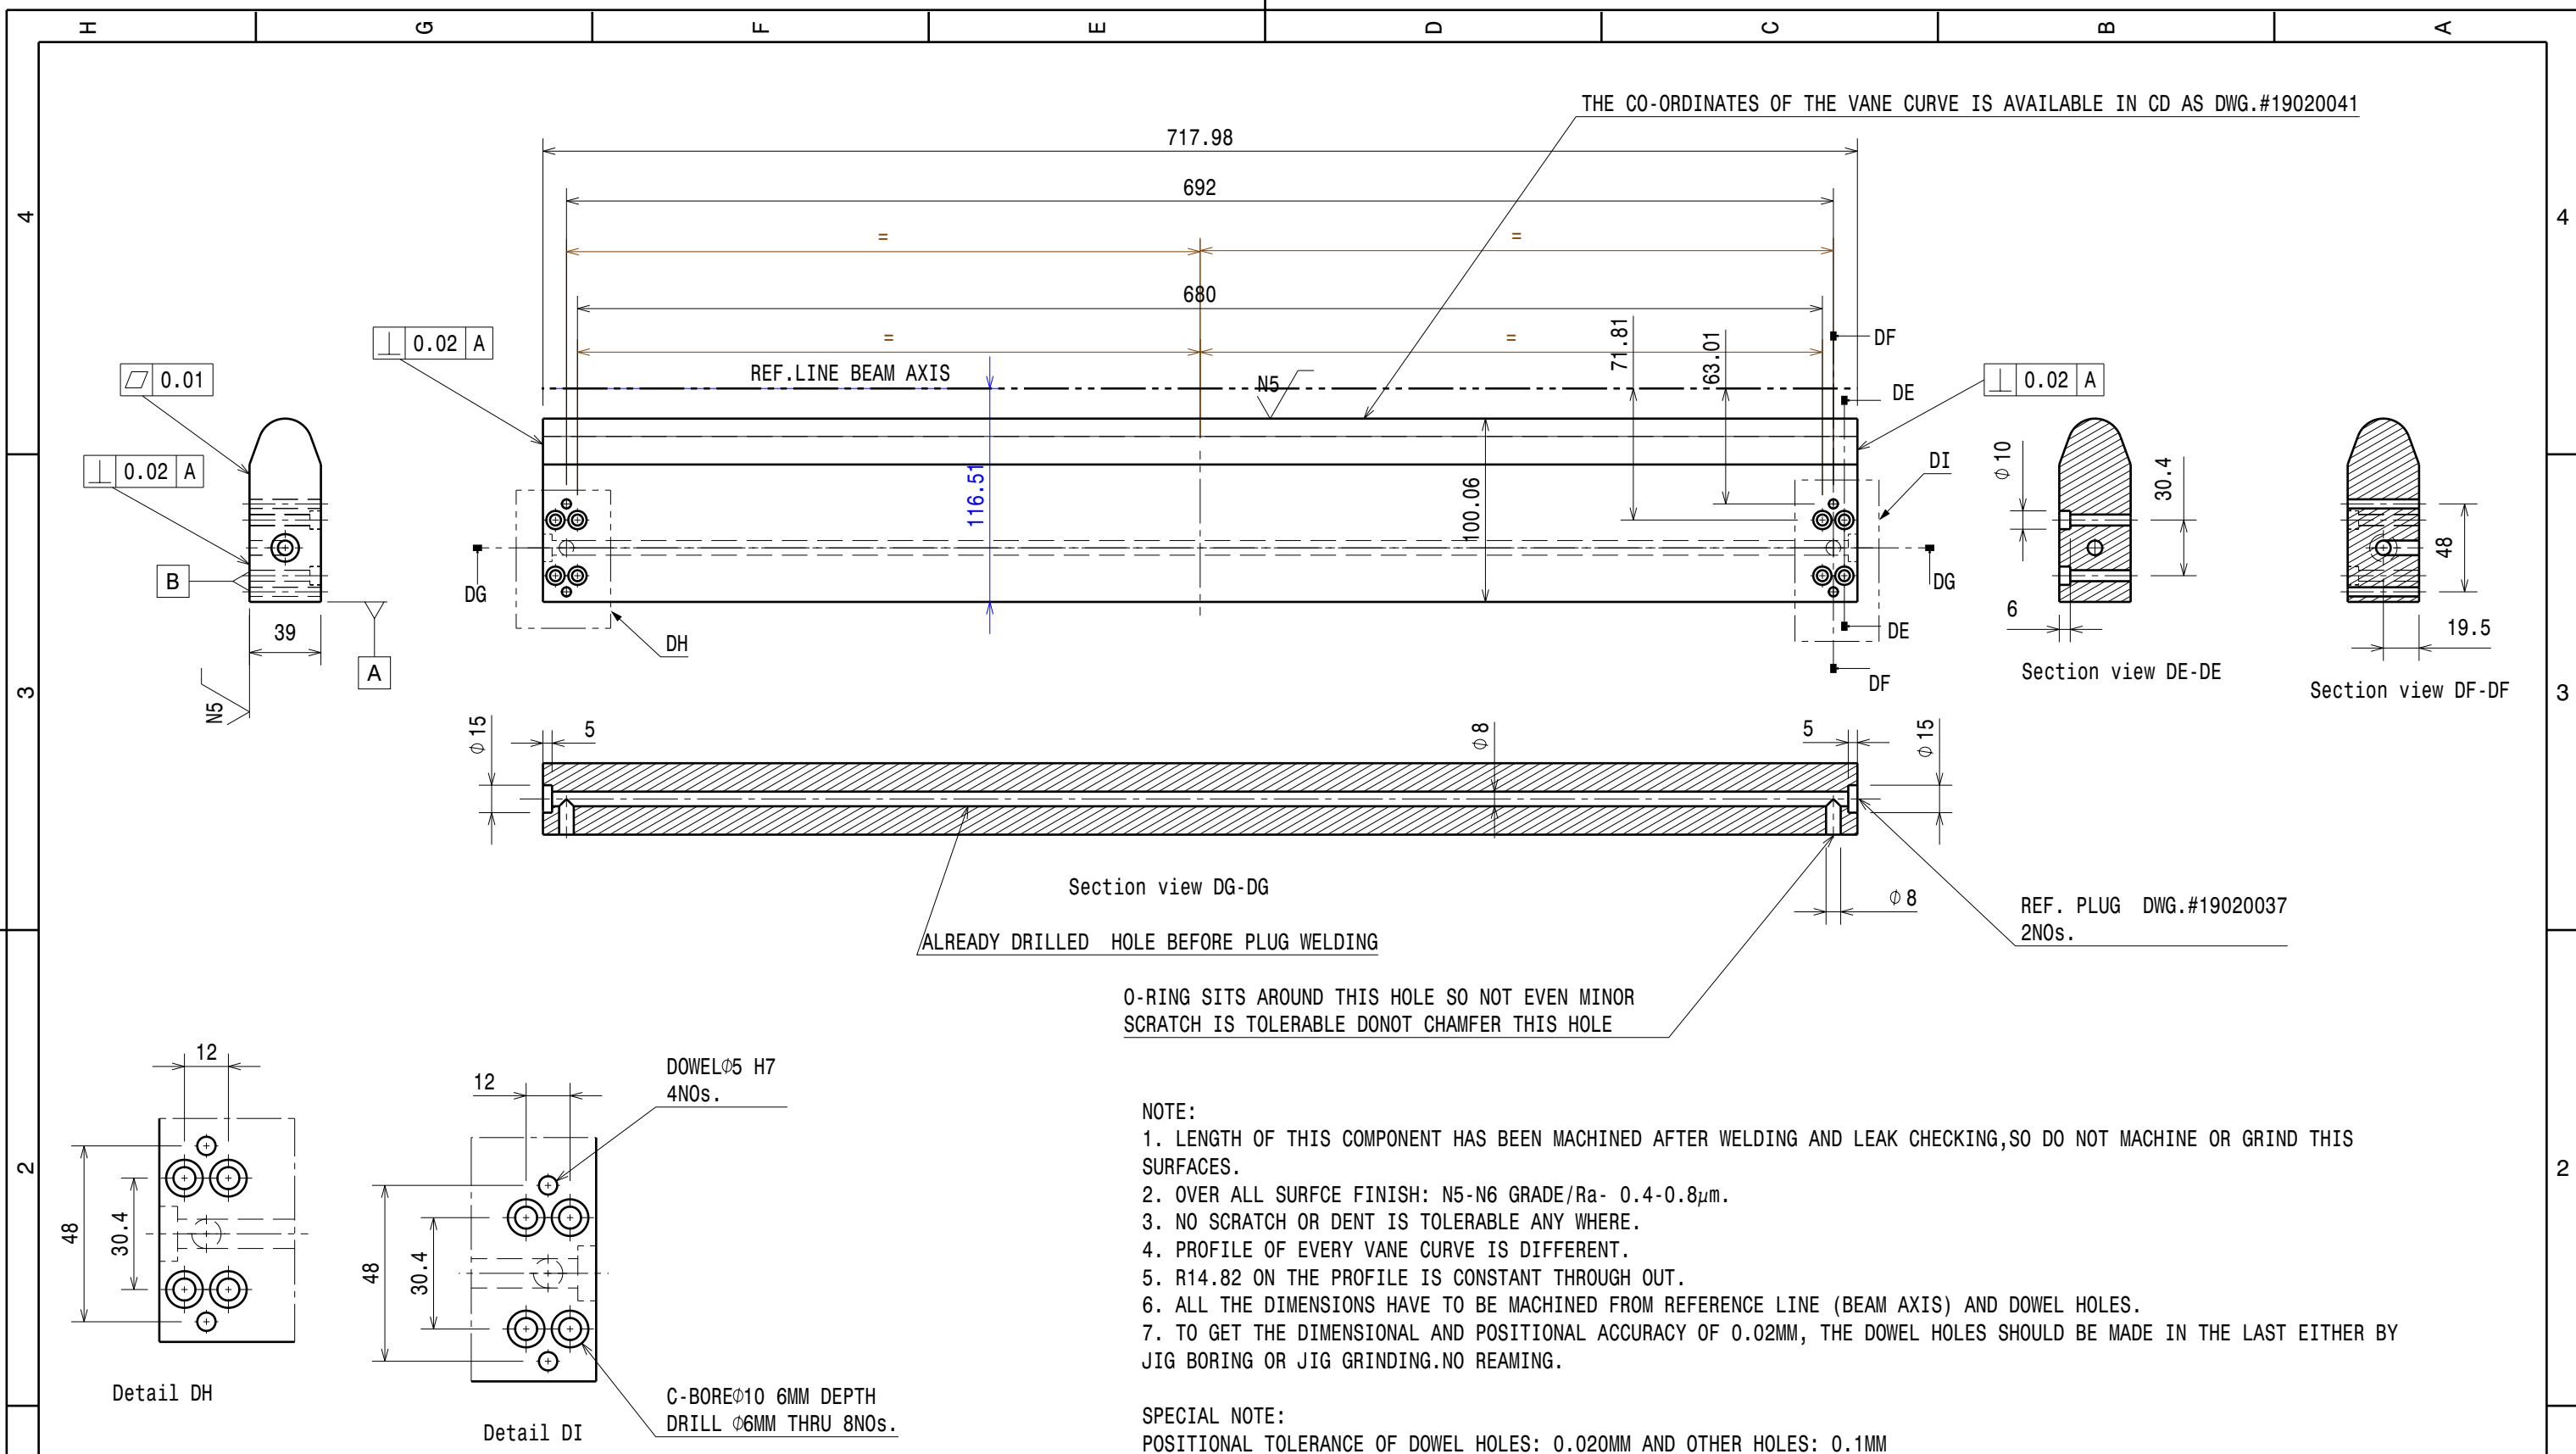 H G F E D C B A
THE CO-ORDINATES OF THE VANE CURVE IS AVAILABLE IN CD AS DWG.#19020041
717.98
692
= =
4 4
680
= =
71.81
63.01
DF
⊥ 0.02 A
⏥ 0.01
REF.LINE BEAM AXIS
N5
DE
⊥ 0.02 A
⊥ 0.02 A
116.51
100.06
DI
Φ10
30.4
48
B
DG
DG
39
A
N5
DH
DE
DF
6
19.5
Section view DE-DE
Section view DF-DF
3 3
Φ15
5
Φ8
5
Φ15
Section view DG-DG
Φ8
REF. PLUG DWG.#19020037
2NOs.
ALREADY DRILLED HOLE BEFORE PLUG WELDING
O-RING SITS AROUND THIS HOLE SO NOT EVEN MINOR
SCRATCH IS TOLERABLE DONOT CHAMFER THIS HOLE
12
48
30.4
Detail DH
12
48
30.4
DOWELΦ5 H7
4NOs.
C-BOREΦ10 6MM DEPTH
DRILL Φ6MM THRU 8NOs.
Detail DI
2 2
NOTE:
1. LENGTH OF THIS COMPONENT HAS BEEN MACHINED AFTER WELDING AND LEAK CHECKING,SO DO NOT MACHINE OR GRIND THIS
SURFACES.
2. OVER ALL SURFCE FINISH: N5-N6 GRADE/Ra- 0.4-0.8μm.
3. NO SCRATCH OR DENT IS TOLERABLE ANY WHERE.
4. PROFILE OF EVERY VANE CURVE IS DIFFERENT.
5. R14.82 ON THE PROFILE IS CONSTANT THROUGH OUT.
6. ALL THE DIMENSIONS HAVE TO BE MACHINED FROM REFERENCE LINE (BEAM AXIS) AND DOWEL HOLES.
7. TO GET THE DIMENSIONAL AND POSITIONAL ACCURACY OF 0.02MM, THE DOWEL HOLES SHOULD BE MADE IN THE LAST EITHER BY
JIG BORING OR JIG GRINDING.NO REAMING.
SPECIAL NOTE:
POSITIONAL TOLERANCE OF DOWEL HOLES: 0.020MM AND OTHER HOLES: 0.1MM